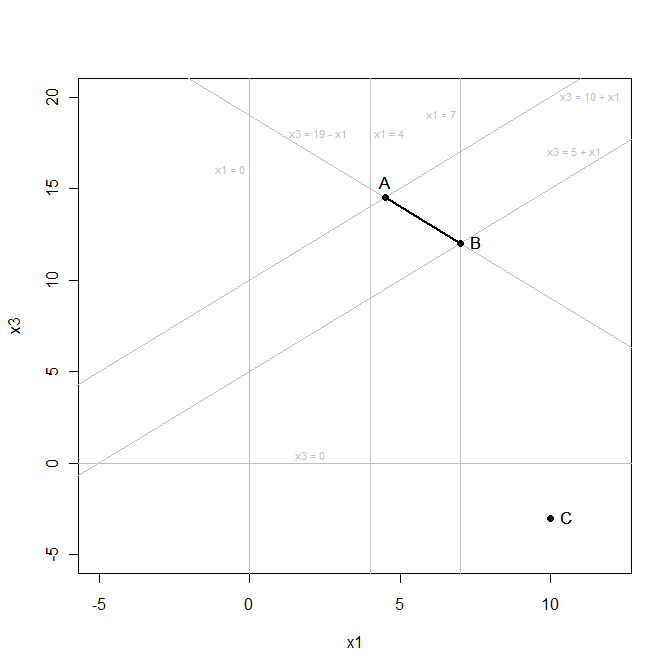 20
x3 = 10 + x1
x1 = 7
x3 = 19 - x1
x1 = 4
x3 = 5 + x1
x1 = 0
15
A
B
10
x3
5
x3 = 0
0
C
-5
-5
0
5
10
x1